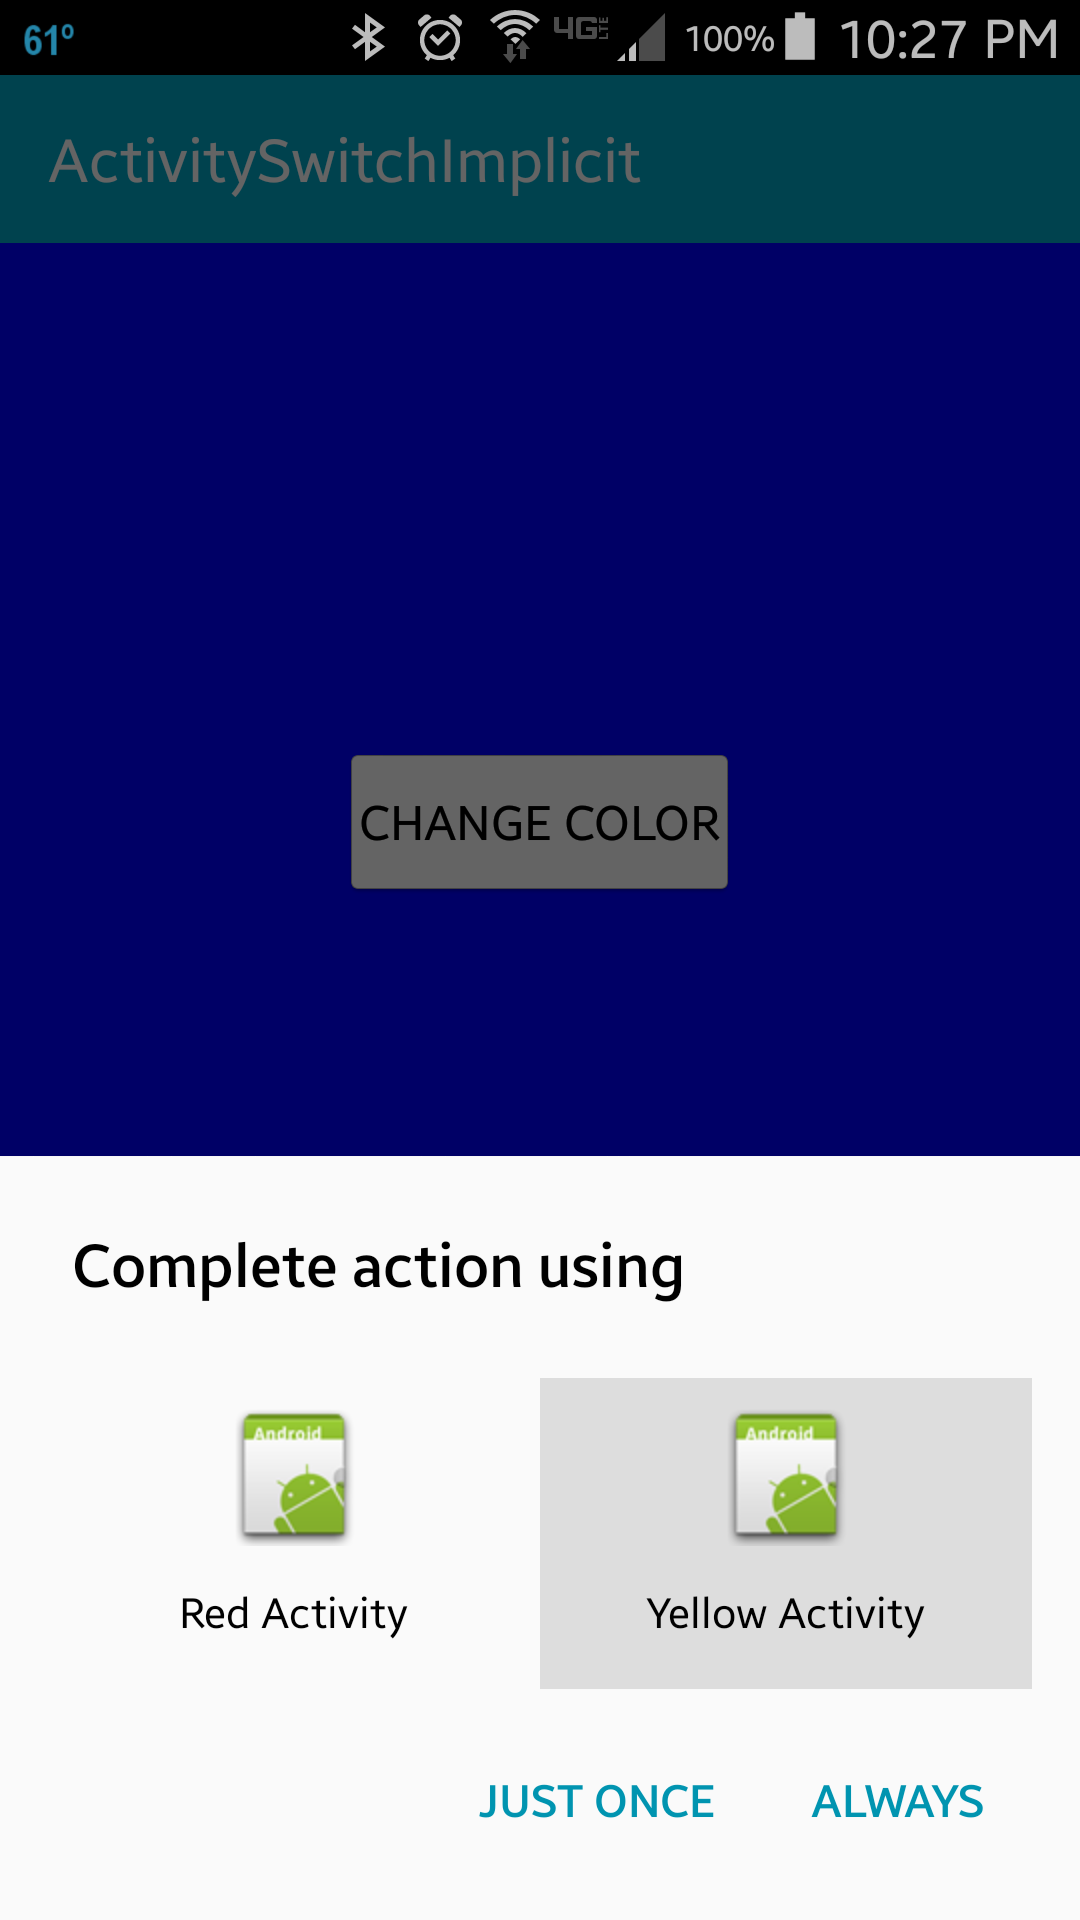 61° 4G LTE 100% 10:27 PM
ActivitySwitchImplicit
CHANGE COLOR
Complete action using
Android Android
Red Activity Yellow Activity
JUST ONCE ALWAYS